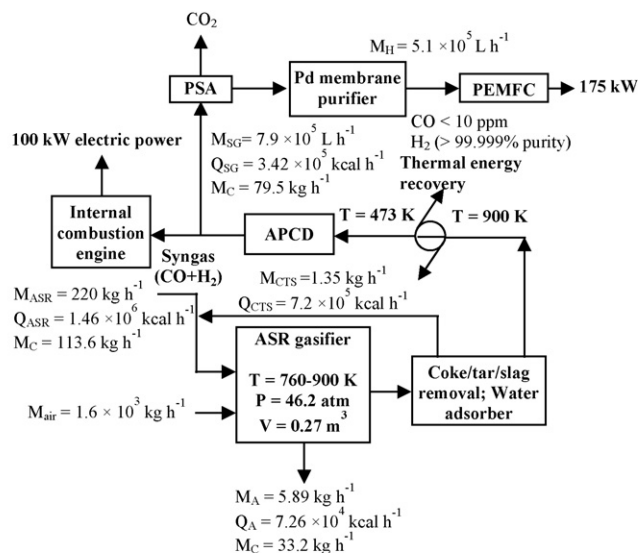 CO₂
M_H = 5.1 ×10⁵ L h⁻¹
PSA
Pd membrane
purifier
PEMFC
175 kW
CO < 10 ppm
H₂ (> 99.999% purity)
100 kW electric power
M_SG = 7.9 ×10⁵ L h⁻¹
Q_SG = 3.42 ×10⁵ kcal h⁻¹
M_C = 79.5 kg h⁻¹
Thermal energy
recovery
Internal
combustion
engine
APCD
T = 473 K
T = 900 K
Syngas
(CO+H₂)
M_CTS = 1.35 kg h⁻¹
Q_CTS = 7.2 ×10⁵ kcal h⁻¹
M_ASR = 220 kg h⁻¹
Q_ASR = 1.46 ×10⁶ kcal h⁻¹
M_C = 113.6 kg h⁻¹
ASR gasifier
T = 760-900 K
P = 46.2 atm
V = 0.27 m³
Coke/tar/slag
removal; Water
adsorber
M_air = 1.6 × 10³ kg h⁻¹
M_A = 5.89 kg h⁻¹
Q_A = 7.26 ×10⁴ kcal h⁻¹
M_C = 33.2 kg h⁻¹